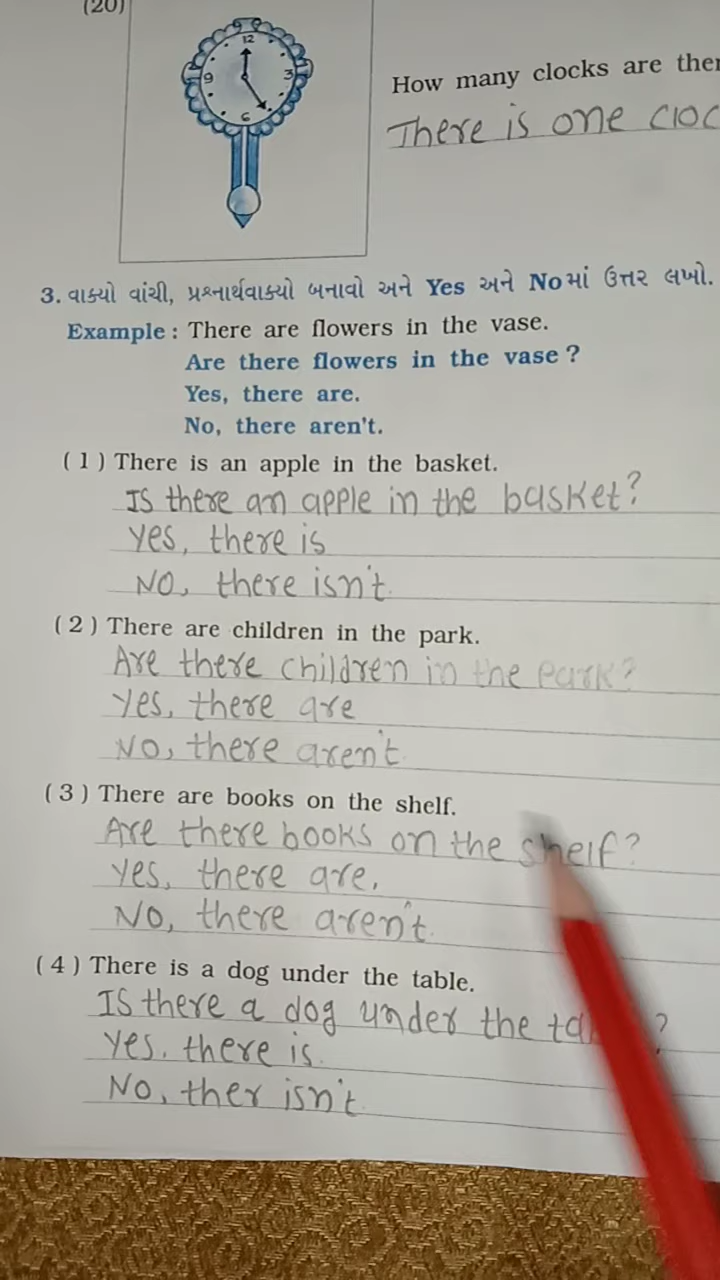 (20)
12
9
3
6
How many clocks are
There is one
3. વાક્યો વાંચી, પ્રશ્નાર્થવાક્યો બનાવો અને Yes અને No માં ઉત્તર લખો.
Example : There are flowers in the vase.
Are there flowers in the vase ?
Yes, there are.
No, there aren't.
( 1 ) There is an apple in the basket.
Is there an apple in the basket?
Yes, there is
No, there isn't.
( 2 ) There are children in the park.
Are there children in the park?
Yes, there are
No, there aren't.
( 3 ) There are books on the shelf.
Are there books on the shelf?
Yes, there are.
No, there aren't.
( 4 ) There is a dog under the table.
Is there a dog under the ?
Yes. there is.
No, ther isn't.